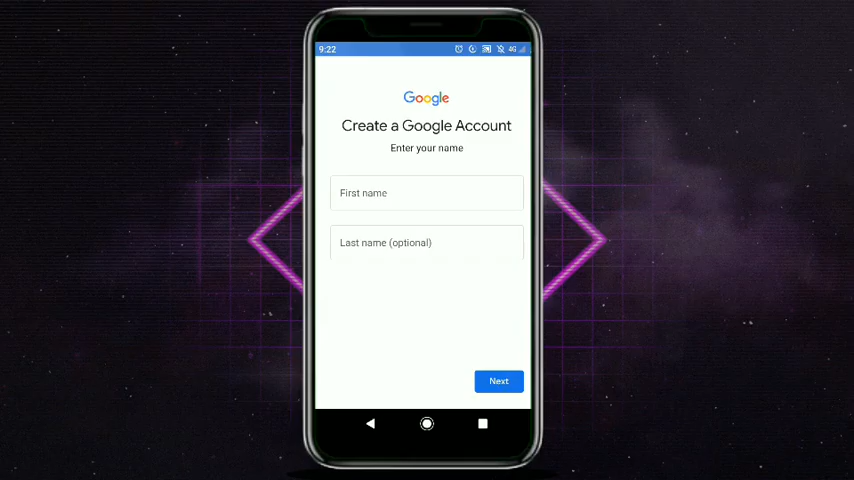 9:22 4G
Google
Create a Google Account
Enter your name
First name
Last name (optional)
Next